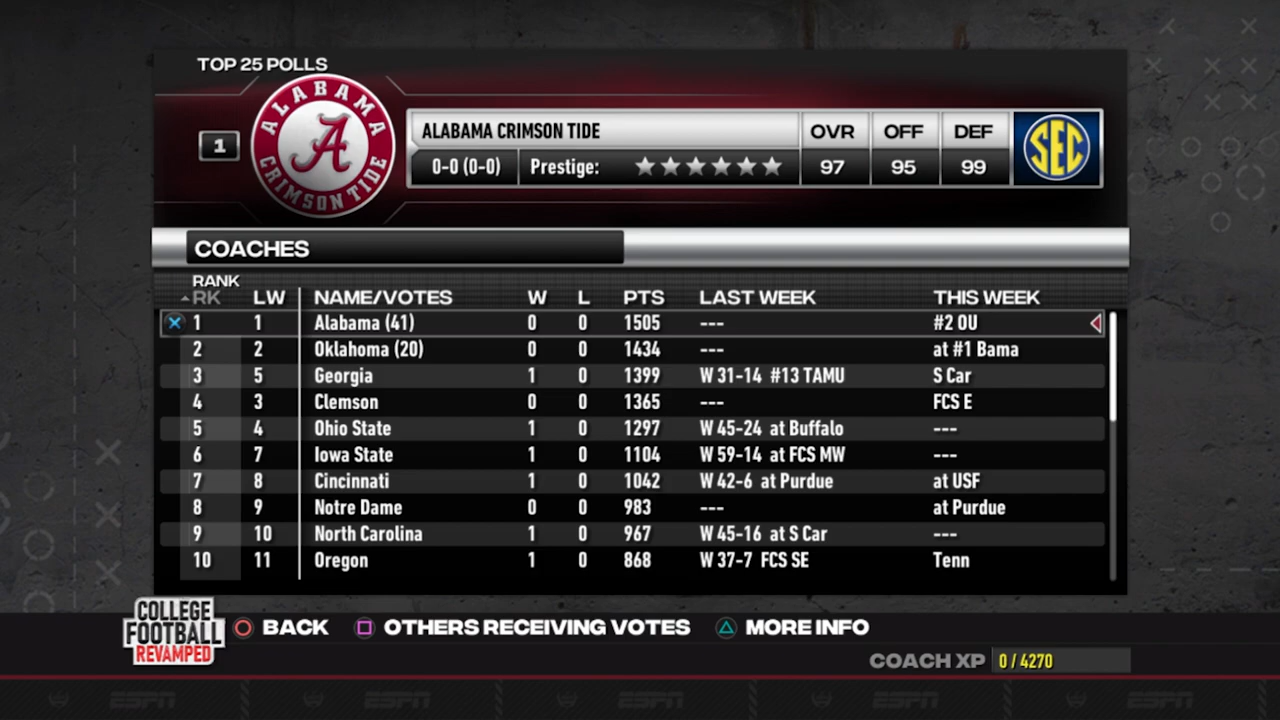 TOP 25 POLLS
1
ALABAMA
A
CRIMSON TIDE
ALABAMA CRIMSON TIDE OVR OFF DEF
0-0 (0-0) Prestige: 97 95 99
SEC
COACHES
RANK
RK LW NAME/VOTES W L PTS LAST WEEK THIS WEEK
1 1 Alabama (41) 0 0 1505 --- #2 OU
2 2 Oklahoma (20) 0 0 1434 --- at #1 Bama
3 5 Georgia 1 0 1399 W 31-14 #13 TAMU S Car
4 3 Clemson 0 0 1365 --- FCS E
5 4 Ohio State 1 0 1297 W 45-24 at Buffalo ---
6 7 Iowa State 1 0 1104 W 59-14 at FCS MW ---
7 8 Cincinnati 1 0 1042 W 42-6 at Purdue at USF
8 9 Notre Dame 0 0 983 --- at Purdue
9 10 North Carolina 1 0 967 W 45-16 at S Car ---
10 11 Oregon 1 0 868 W 37-7 FCS SE Tenn
COLLEGE
FOOTBALL
REVAMPED
BACK OTHERS RECEIVING VOTES MORE INFO
COACH XP 0 / 4270
ESPN ESPN ESPN ESPN ESPN